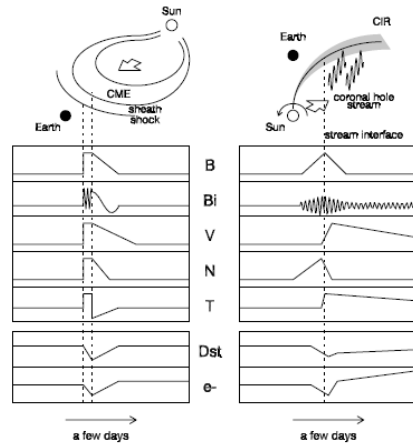 Sun
CME
sheath
shock
Earth
CIR
Earth
coronal hole
stream
Sun
stream interface
B
Bi
V
N
T
Dst
e-
a few days
a few days